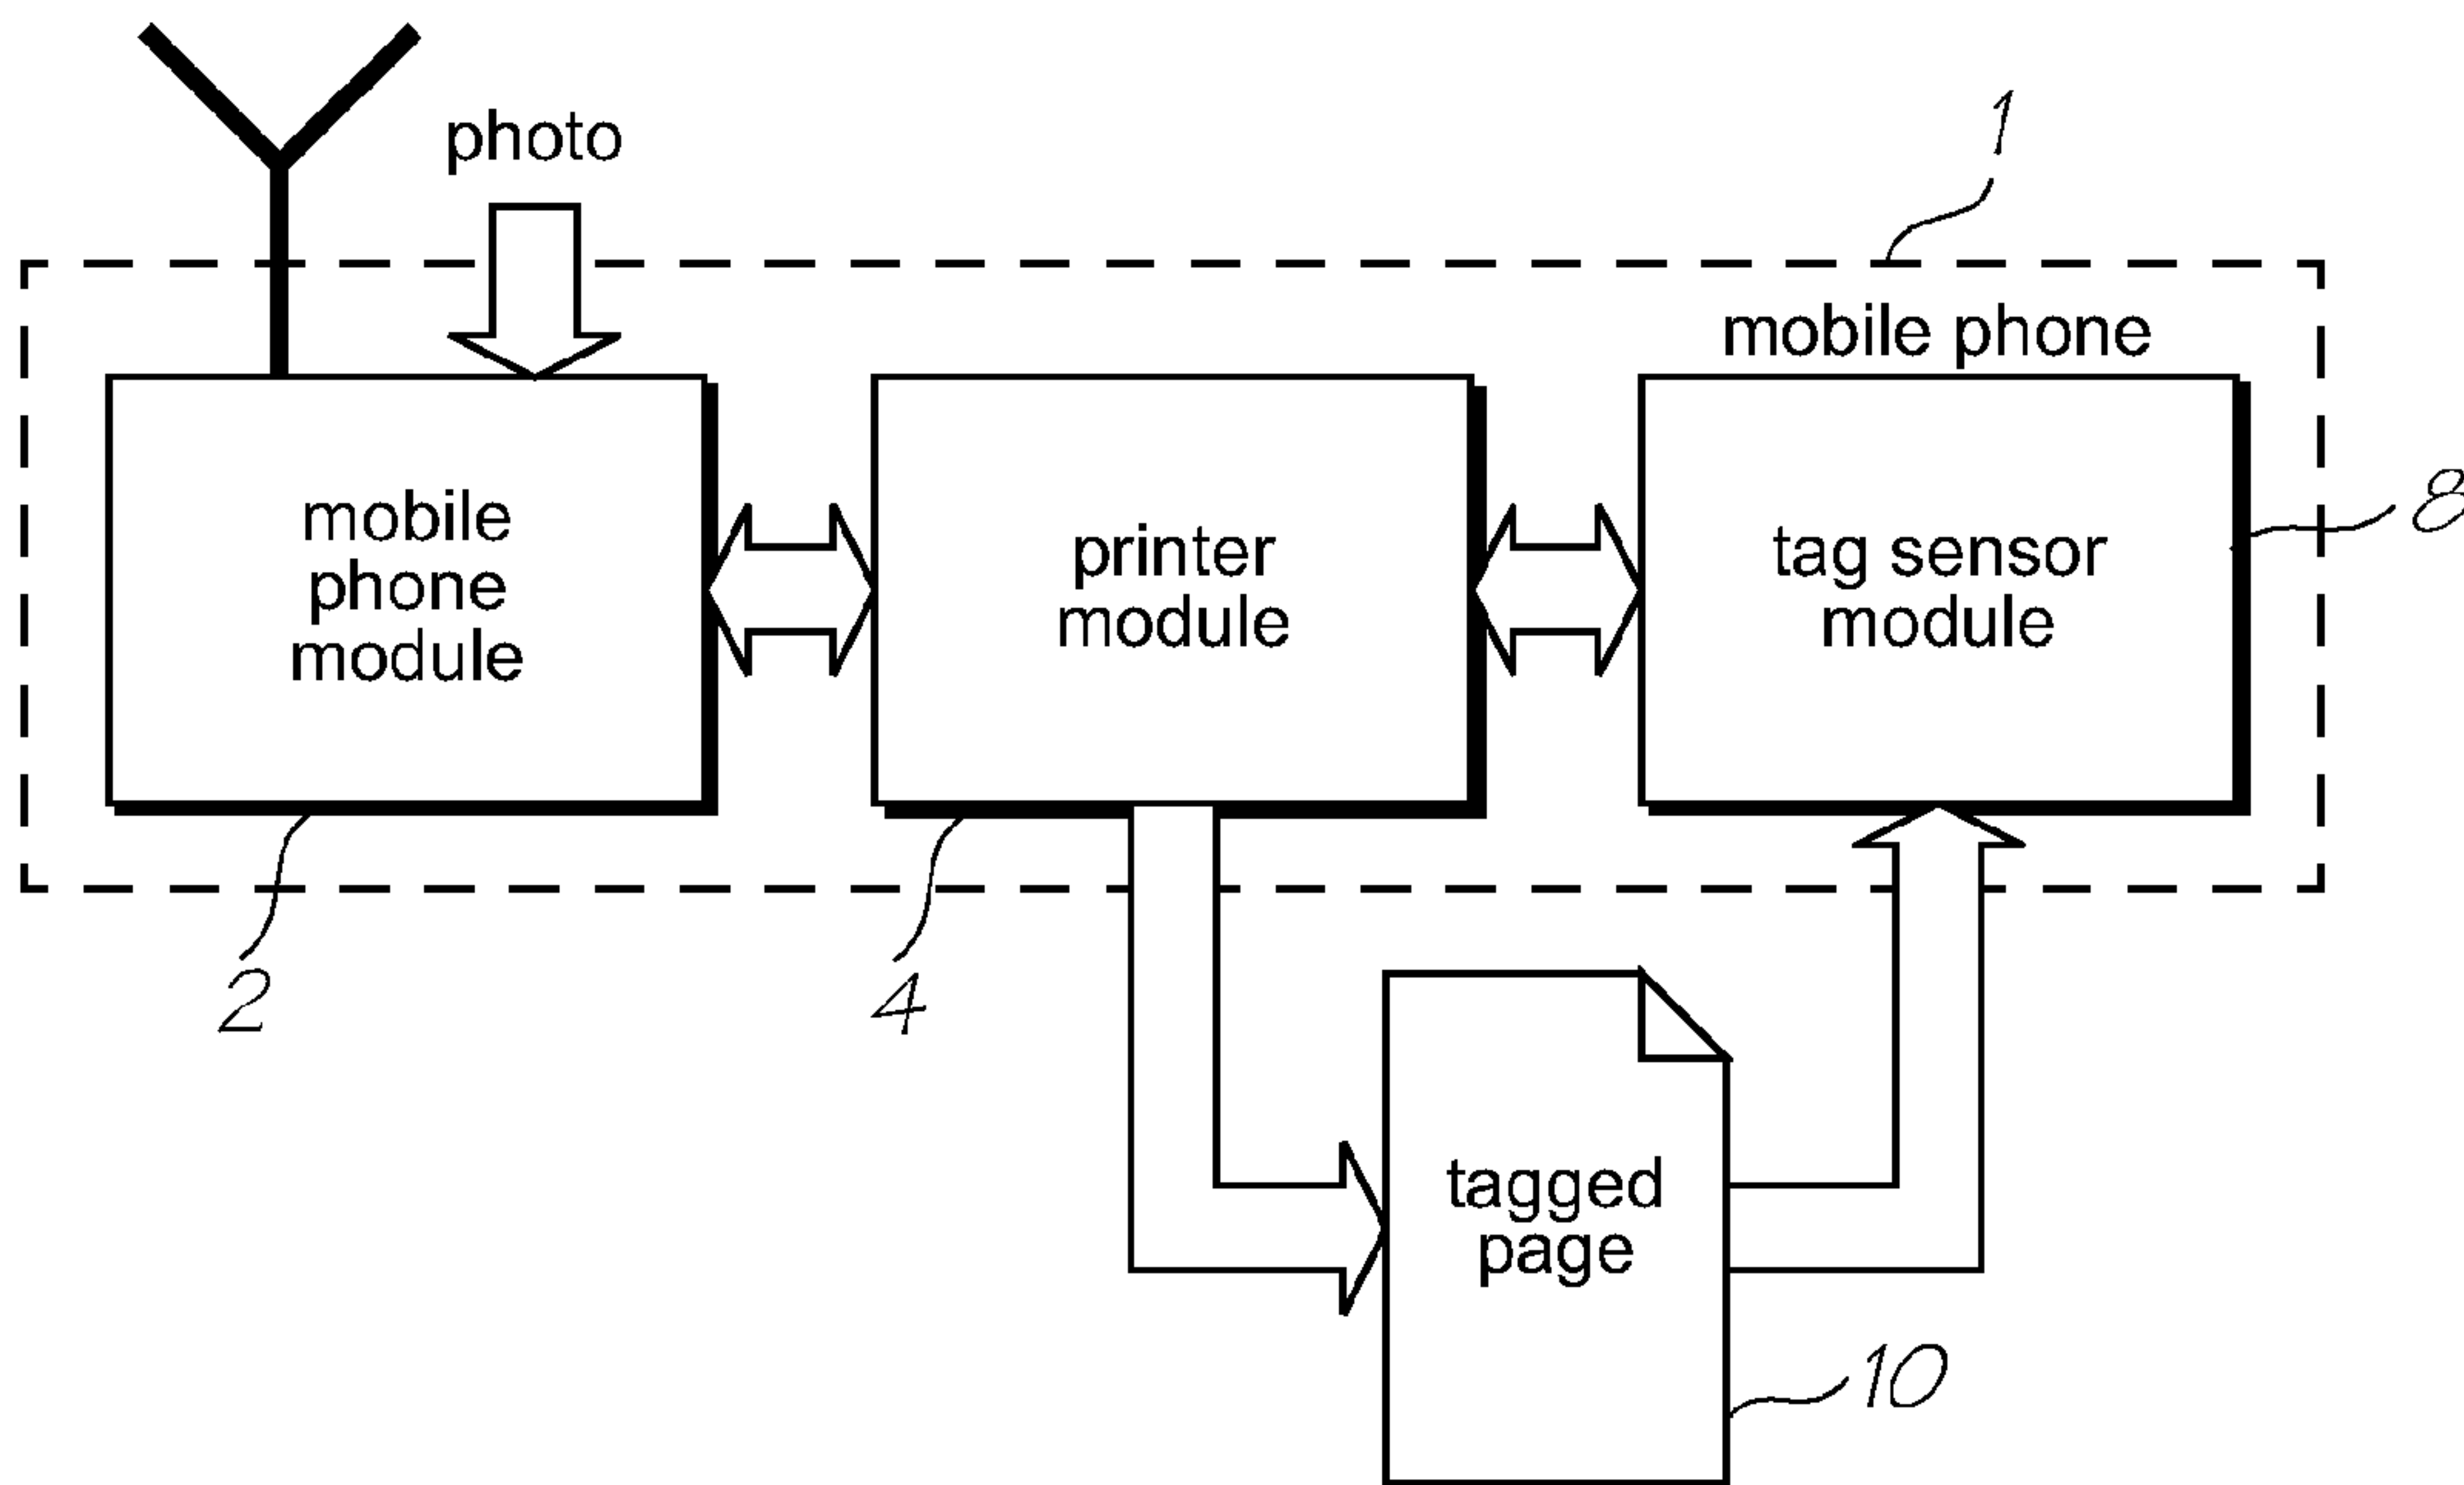 photo
1
mobile phone
mobile
phone
module
printer
module
tag sensor
module
8
2
4
tagged
page
10